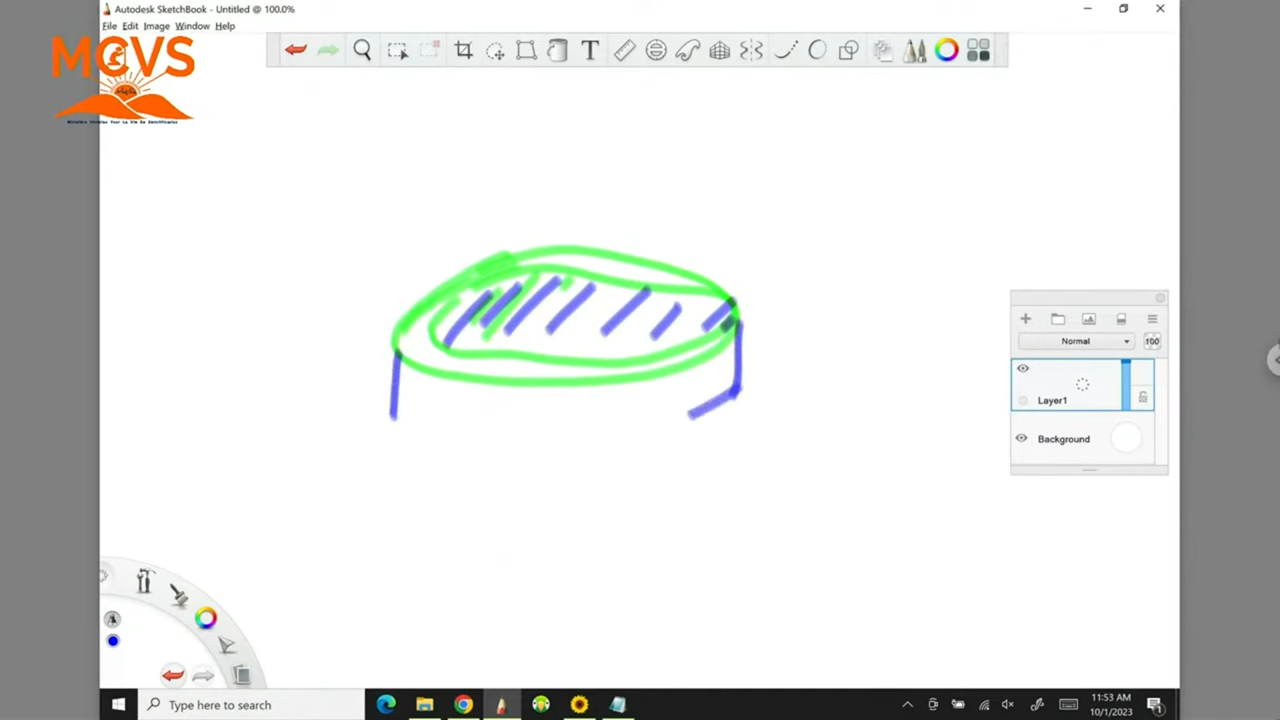 Autodesk SketchBook - Untitled @ 100.0%
File Edit Image Window Help
MCVS
T
Normal
100
Layer1
Background
Type here to search
11:53 AM
10/1/2023
1